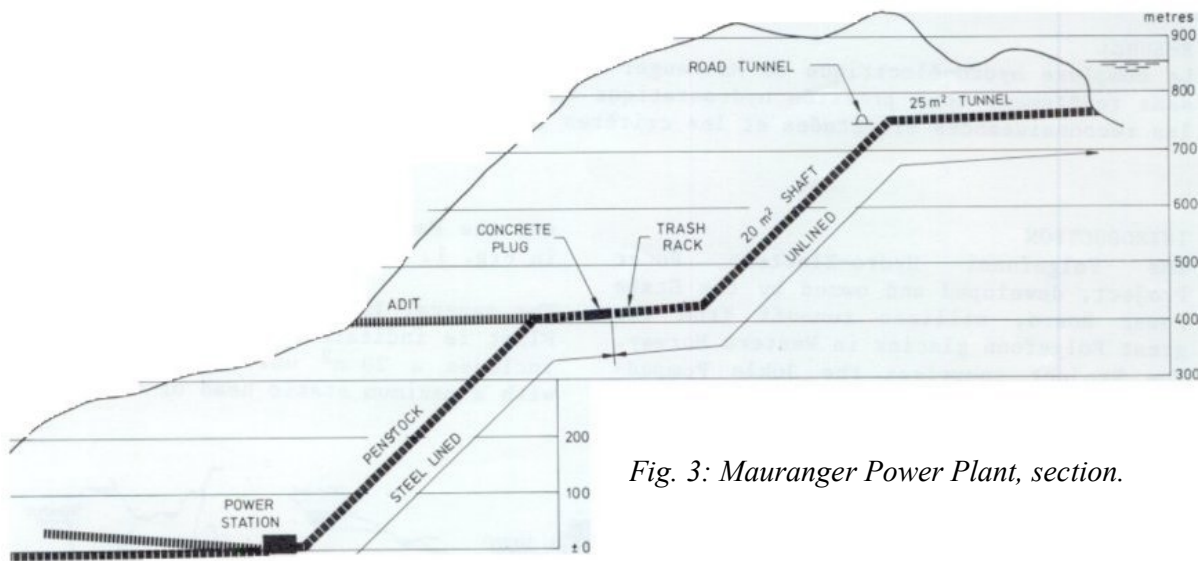 metres
900
ROAD TUNNEL
25 m² TUNNEL
800
700
20 m² SHAFT
UNLINED
600
CONCRETE
PLUG
TRASH
RACK
500
ADIT
400
300
PENSTOCK
STEEL LINED
200
Fig. 3: Mauranger Power Plant, section.
100
POWER
STATION
± 0